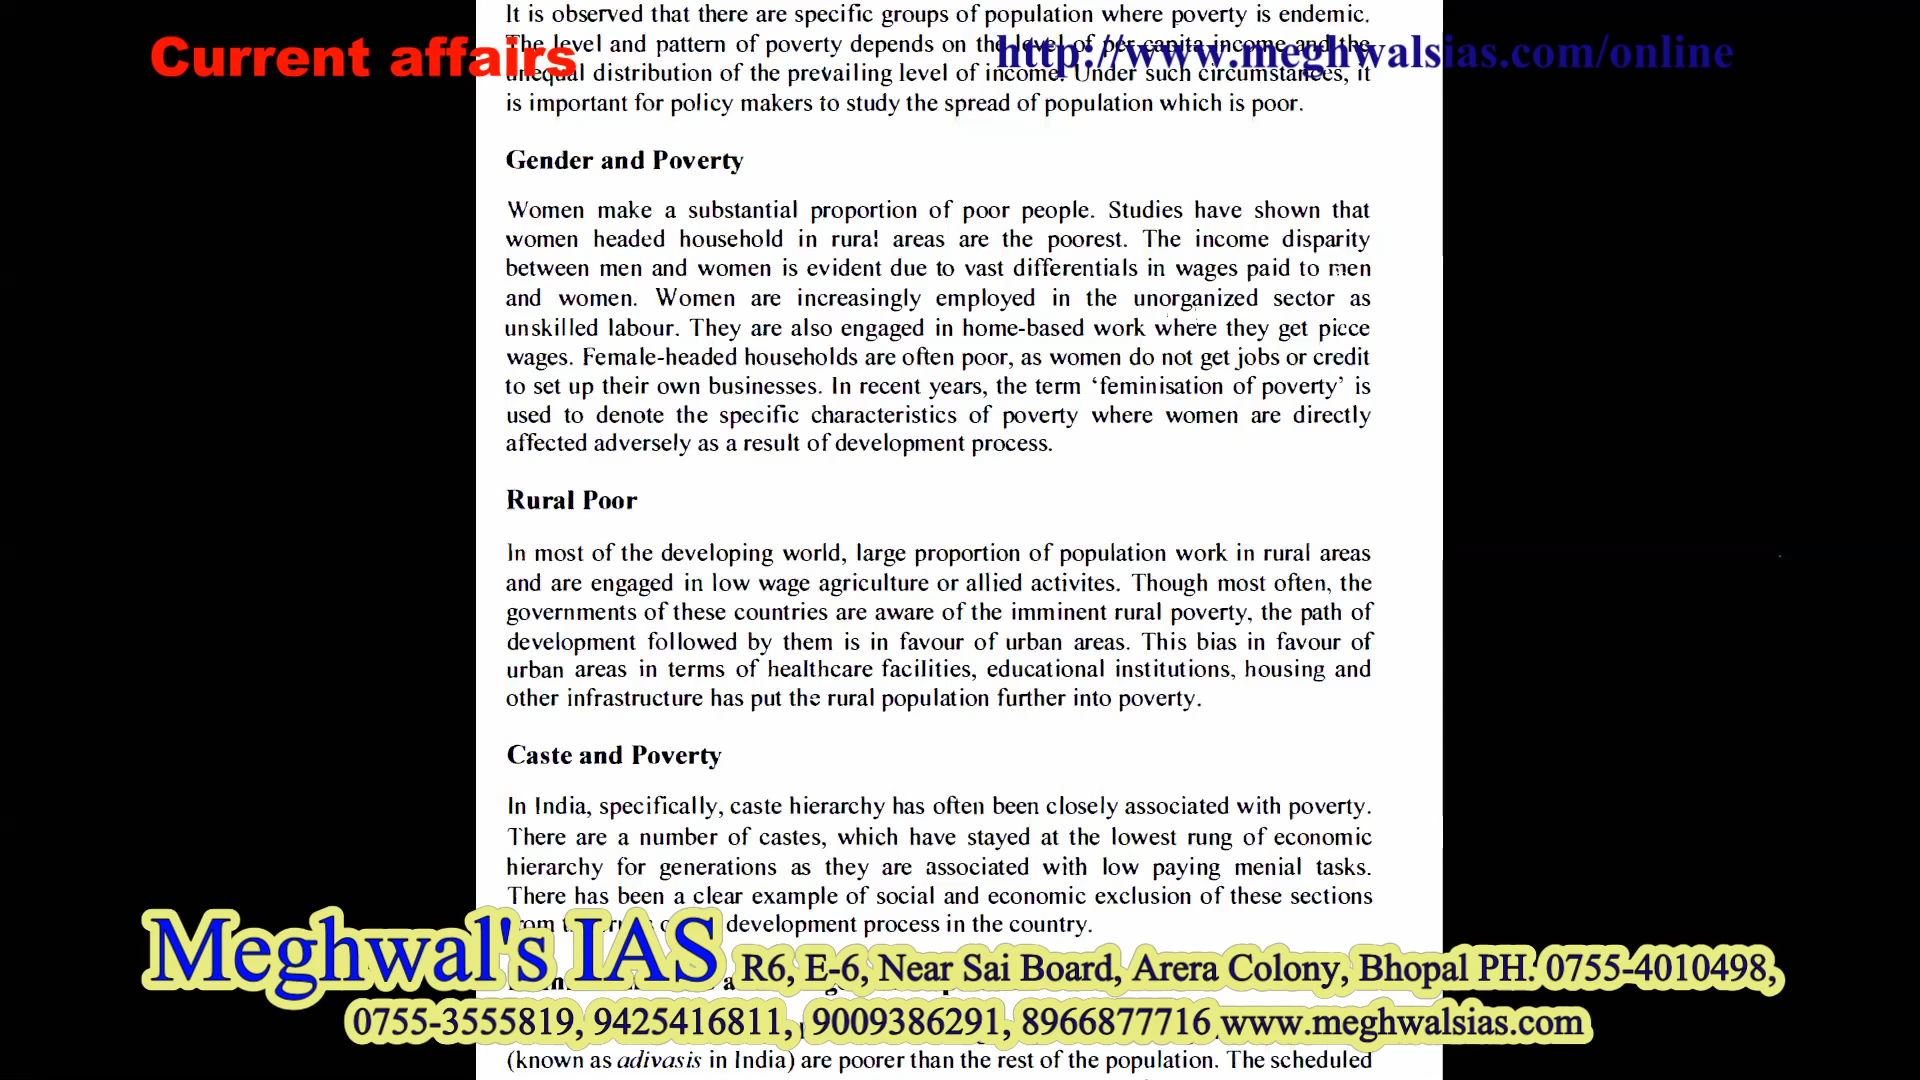 It is observed that there are specific groups of population where poverty is endemic.
Current affairs
http://www.meghwalsias.com/online
The level and pattern of poverty depends on the level of per capita income and the
unequal distribution of the prevailing level of income. Under such circumstances, it
is important for policy makers to study the spread of population which is poor.
Gender and Poverty
Women make a substantial proportion of poor people. Studies have shown that
women headed household in rural areas are the poorest. The income disparity
between men and women is evident due to vast differentials in wages paid to men
and women. Women are increasingly employed in the unorganized sector as
unskilled labour. They are also engaged in home-based work where they get piece
wages. Female-headed households are often poor, as women do not get jobs or credit
to set up their own businesses. In recent years, the term ‘feminisation of poverty’ is
used to denote the specific characteristics of poverty where women are directly
affected adversely as a result of development process.
Rural Poor
In most of the developing world, large proportion of population work in rural areas
and are engaged in low wage agriculture or allied activites. Though most often, the
governments of these countries are aware of the imminent rural poverty, the path of
development followed by them is in favour of urban areas. This bias in favour of
urban areas in terms of healthcare facilities, educational institutions, housing and
other infrastructure has put the rural population further into poverty.
Caste and Poverty
In India, specifically, caste hierarchy has often been closely associated with poverty.
There are a number of castes, which have stayed at the lowest rung of economic
hierarchy for generations as they are associated with low paying menial tasks.
There has been a clear example of social and economic exclusion of these sections
development process in the country.
Meghwal's IAS R6, E-6, Near Sai Board, Arera Colony, Bhopal PH. 0755-4010498,
0755-3555819, 9425416811, 9009386291, 8966877716 www.meghwalsias.com
(known as adivasis in India) are poorer than the rest of the population. The scheduled